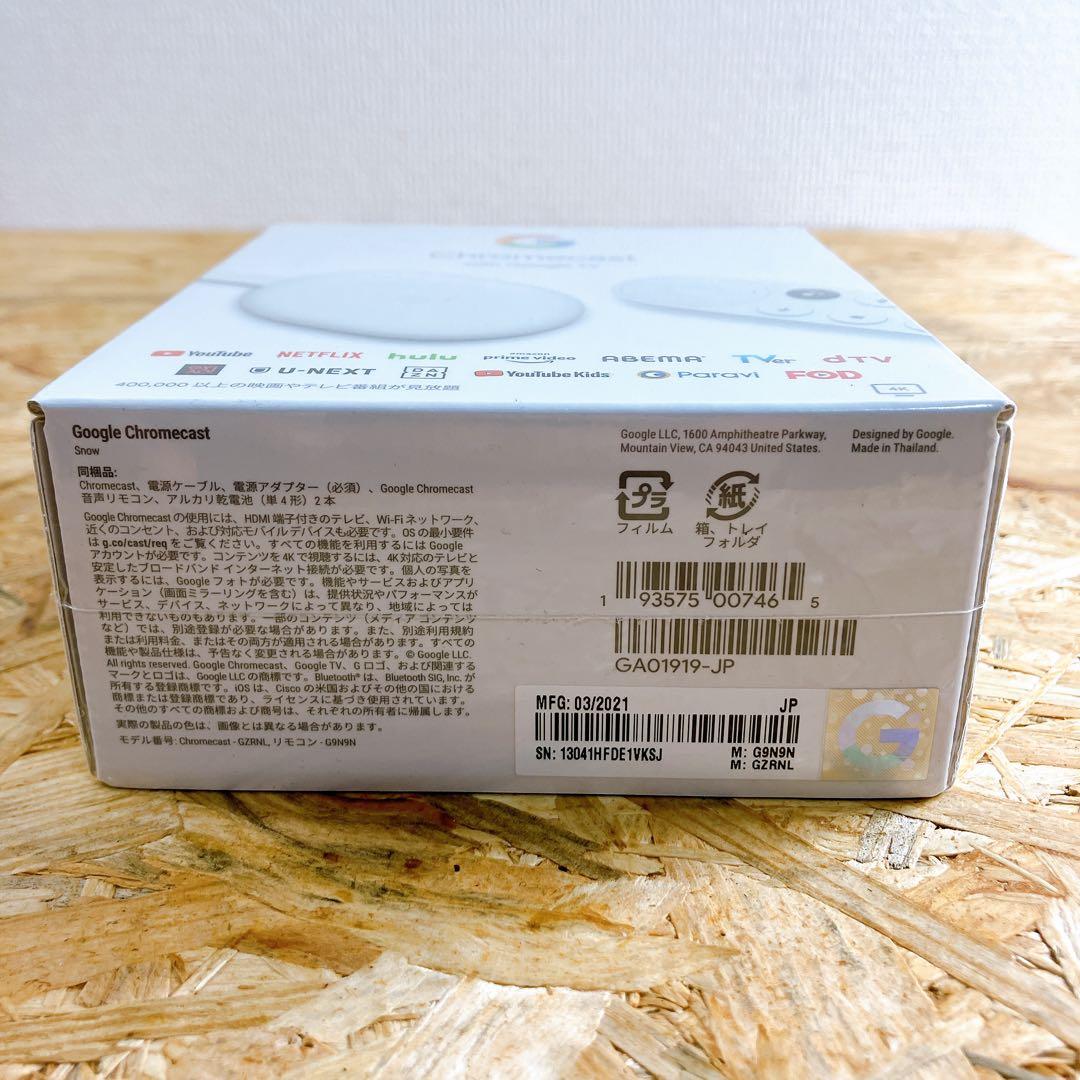 Chromecast
with Google TV
YouTube NETFLIX hulu amazon prime video ABEMA TVer dTV
U-NEXT DAZN YouTube Kids Paravi FOD
400,000 以上の映画やテレビ番組が見放題 4K
Google Chromecast
Snow
同梱品:
Chromecast、電源ケーブル、電源アダプター（必須）、Google Chromecast
音声リモコン、アルカリ乾電池（単4形）2本
Google Chromecast の使用には、HDMI 端子付きのテレビ、Wi-Fi ネットワーク、
近くのコンセント、および対応モバイルデバイスも必要です。OS の最小要件
は g.co/cast/req をご覧ください。すべての機能を利用するには Google
アカウントが必要です。コンテンツを4Kで視聴するには、4K対応のテレビと
安定したブロードバンド インターネット接続が必要です。個人の写真を
表示するには、Google フォトが必要です。機能やサービスおよびアプリ
ケーション（画面ミラーリングを含む）は、提供状況やパフォーマンスが
サービス、デバイス、ネットワークによって異なり、地域によっては
利用できないものもあります。一部のコンテンツ（メディア コンテンツ
など）では、別途登録が必要な場合があります。また、別途利用規約
または利用料金、またはその両方が適用される場合があります。すべての
機能や製品仕様は、予告なく変更される場合があります。© Google LLC.
All rights reserved. Google Chromecast、Google TV、G ロゴ、および関連する
マークとロゴは、Google LLC の商標です。Bluetooth® は、Bluetooth SIG, Inc. が
所有する登録商標です。iOS は、Cisco の米国およびその他の国における
商標または登録商標であり、ライセンスに基づき使用されています。
その他のすべての商標および商号は、それぞれの所有者に帰属します。
実際の製品の色は、画像とは異なる場合があります。
モデル番号: Chromecast - GZRNL, リモコン - G9N9N
Google LLC, 1600 Amphitheatre Parkway,
Mountain View, CA 94043 United States.
Designed by Google.
Made in Thailand.
プラ 紙
フィルム 箱、トレイ
フォルダ
1 93575 00746 5
GA01919-JP
MFG: 03/2021 JP
SN: 13041HFDE1VKSJ M: G9N9N
M: GZRNL
G